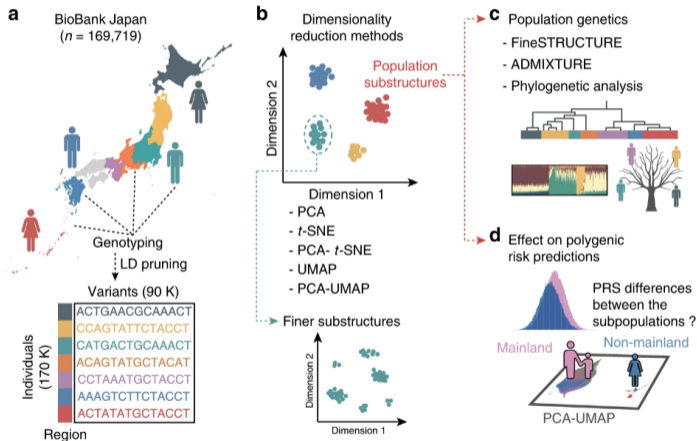 a
BioBank Japan
(n = 169,719)
Genotyping
LD pruning
Variants (90 K)
Individuals
(170 K)
ACTGAACGCAAACT
CCAGTATTCTACCT
CATGACTGCAAACT
ACAGTATGCTACAT
CCTAAATGCTACCT
AAAGTCTTCTACCT
ACTATATGCTACCT
Region
b
Dimensionality
reduction methods
Population
substructures
Dimension 2
Dimension 1
- PCA
- t-SNE
- PCA- t-SNE
- UMAP
- PCA-UMAP
Finer substructures
Dimension 2
Dimension 1
c
Population genetics
- FineSTRUCTURE
- ADMIXTURE
- Phylogenetic analysis
d
Effect on polygenic
risk predictions
PRS differences
between the
subpopulations ?
Mainland
Non-mainland
PCA-UMAP